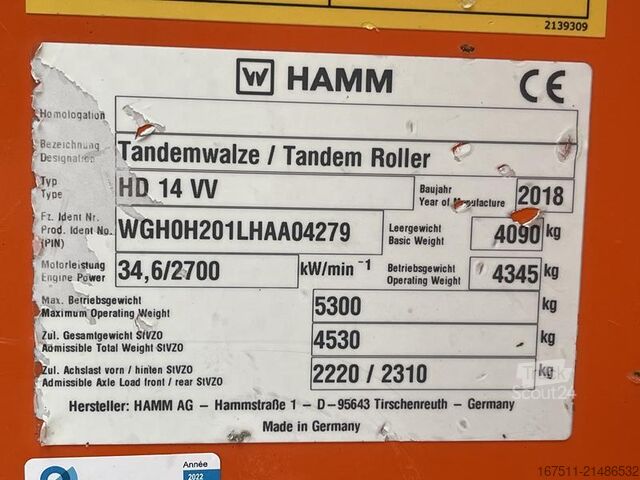 2139309
W HAMM CE
Homologation
Bezeichnung
Designation
Tandemwalze / Tandem Roller
Typ
Type
HD 14 VV
Baujahr
Year of Manufacture
2018
Fz. Ident Nr.
Prod. Ident No.
(PIN)
WGH0H201LHAA04279
Leergewicht
Basic Weight
4090 kg
Motorleistung
Engine Power
34,6/2700 kW/min -1
Betriebsgewicht
Operating Weight
4345 kg
Max. Betriebsgewicht
Maximum Operating Weight
5300 kg
Zul. Gesamtgewicht StVZO
Admissible Total Weight StVZO
4530 kg
Zul. Achslast vorn / hinten StVZO
Admissible Axle Load front / rear StVZO
2220 / 2310 kg
Hersteller: HAMM AG – Hammstraße 1 – D–95643 Tirschenreuth – Germany
Made in Germany
Année
2022
Truck
Scout24
167511-21486532